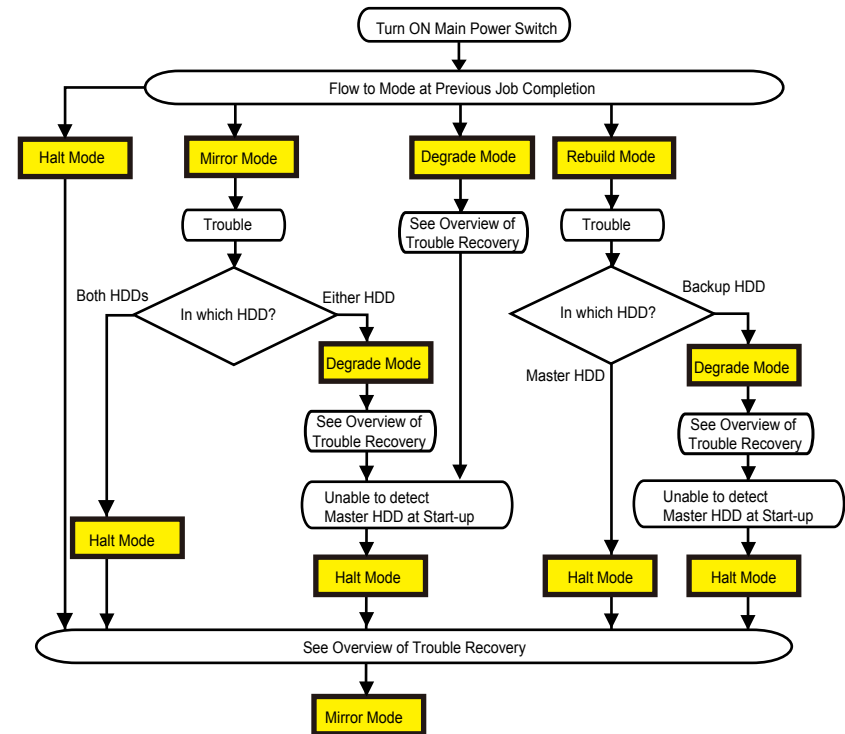 Turn ON Main Power Switch
Flow to Mode at Previous Job Completion
Halt Mode
Mirror Mode
Degrade Mode
Rebuild Mode
Trouble
See Overview of
Trouble Recovery
Trouble
Both HDDs
In which HDD?
Either HDD
In which HDD?
Backup HDD
Degrade Mode
Master HDD
Degrade Mode
See Overview of
Trouble Recovery
See Overview of
Trouble Recovery
Unable to detect
Master HDD at Start-up
Unable to detect
Master HDD at Start-up
Halt Mode
Halt Mode
Halt Mode
Halt Mode
See Overview of Trouble Recovery
Mirror Mode